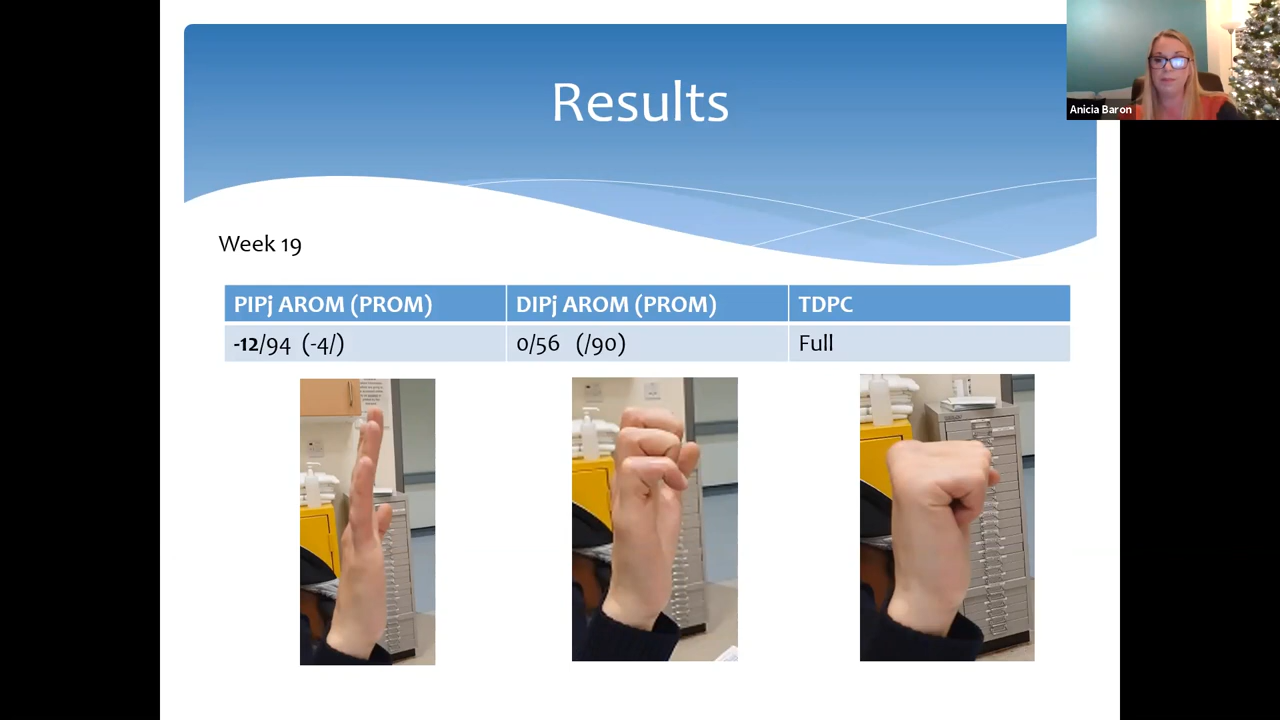 Results
Anicia Baron
Week 19
PIPj AROM (PROM) DIPj AROM (PROM) TDPC
-12/94 (-4/) 0/56 (/90) Full